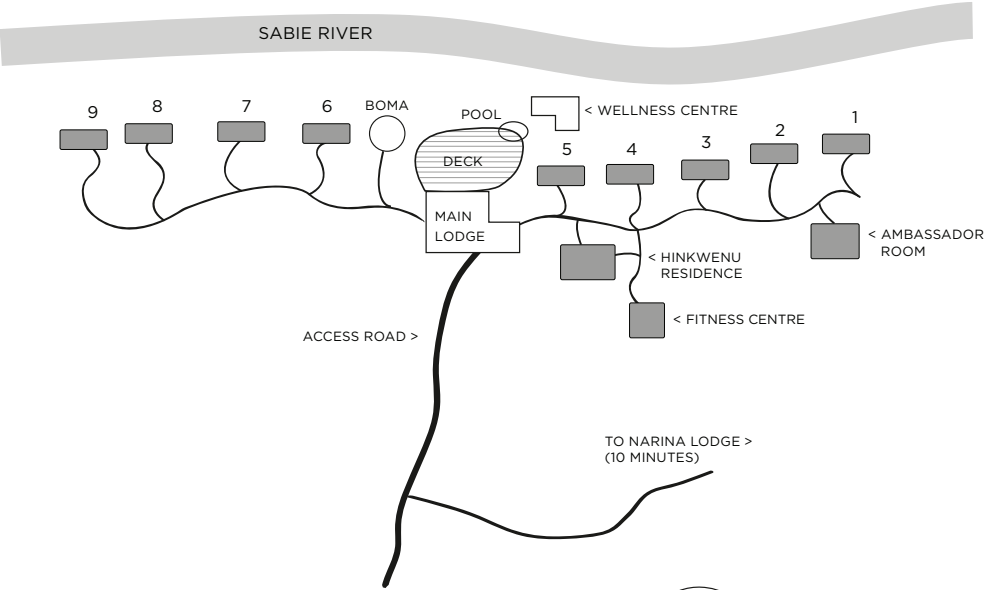 SABIE RIVER
9
8
7
6
BOMA
POOL
< WELLNESS CENTRE
1
2
3
4
5
DECK
MAIN
LODGE
< AMBASSADOR
ROOM
< HINKWENU
RESIDENCE
< FITNESS CENTRE
ACCESS ROAD >
TO NARINA LODGE >
(10 MINUTES)